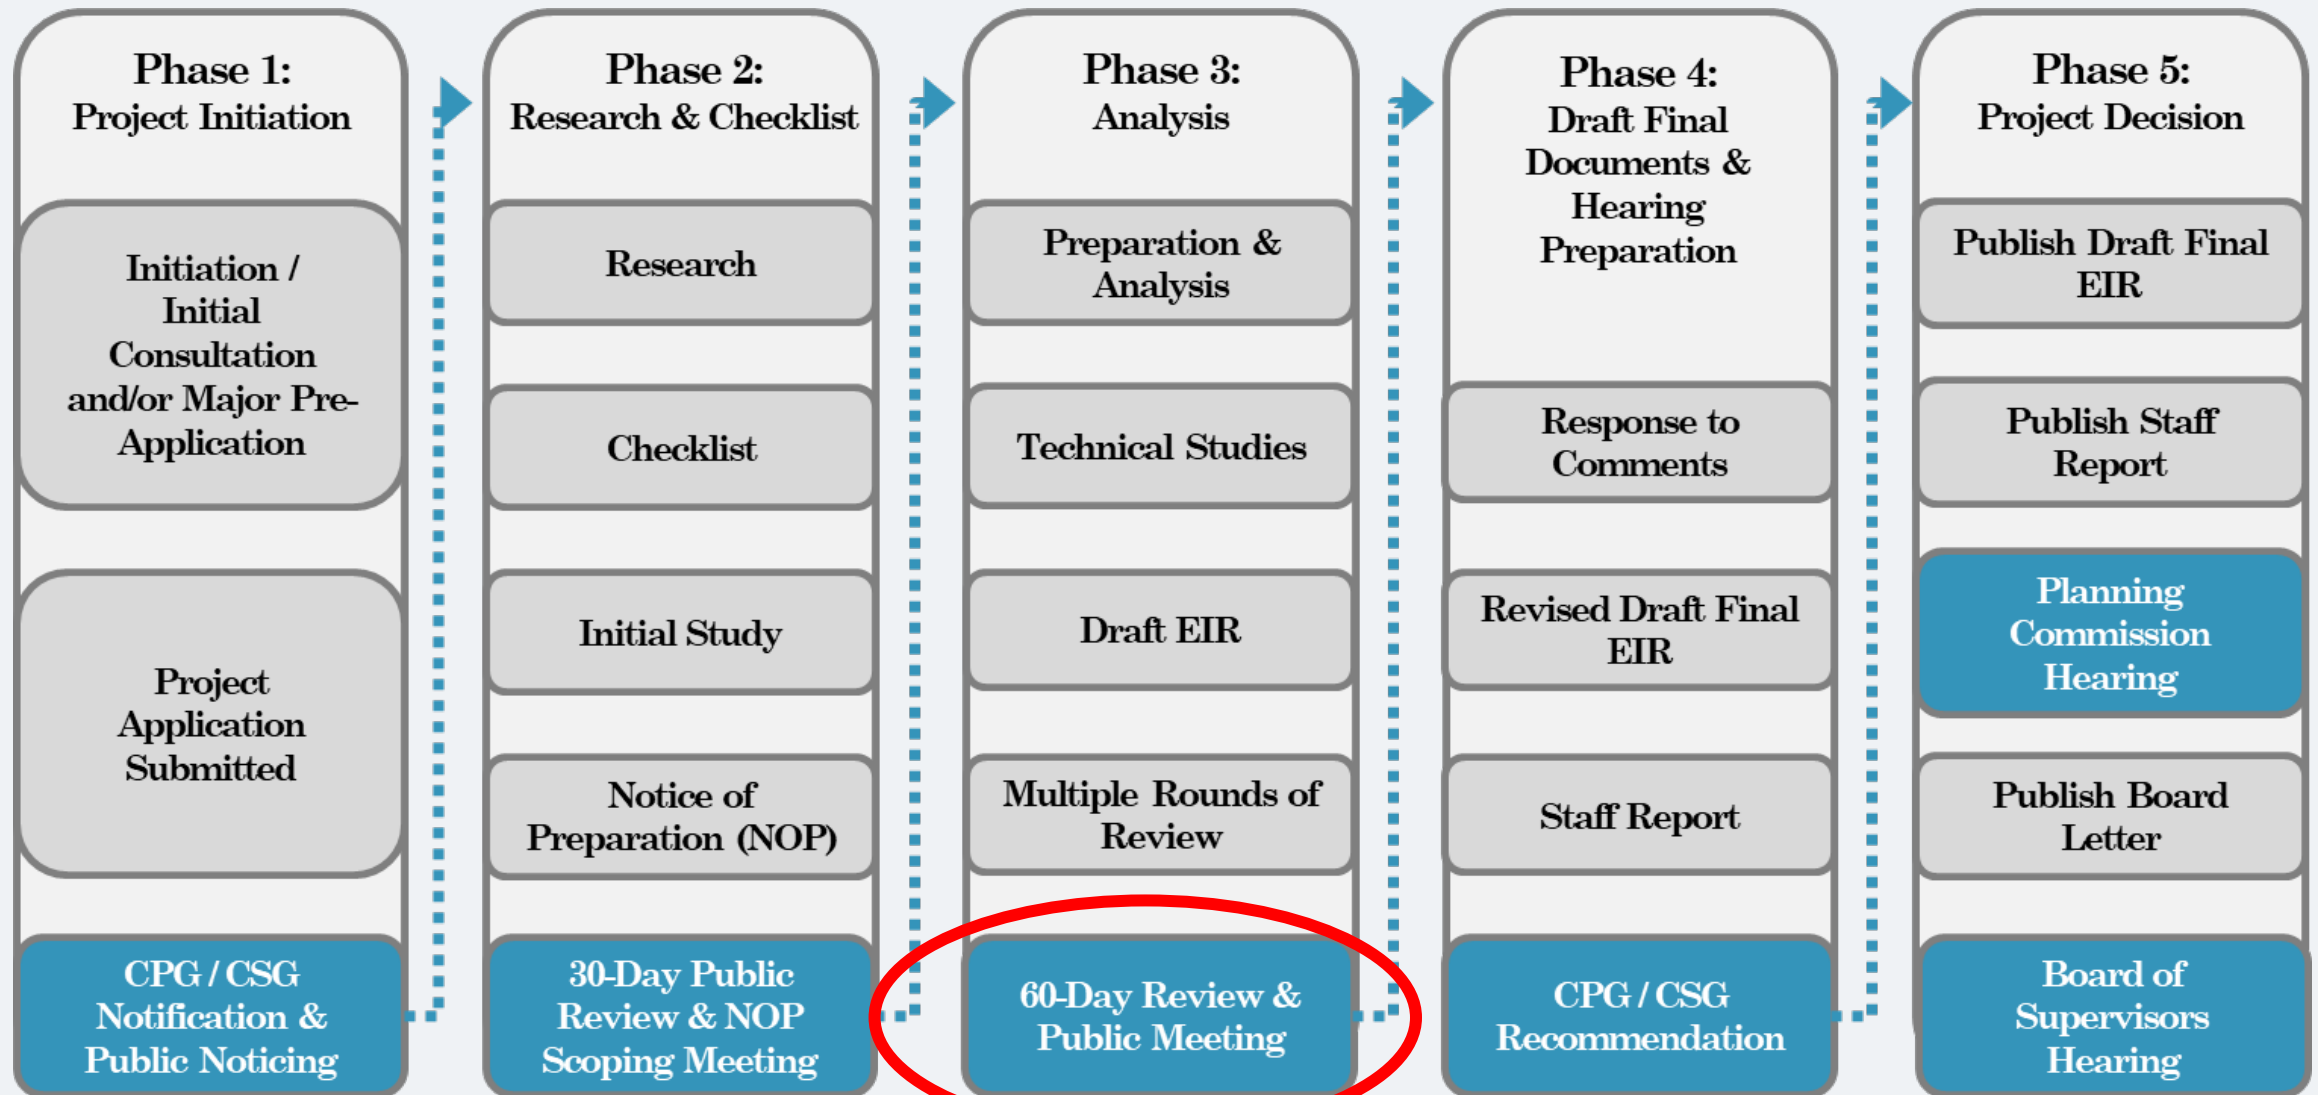 Phase 1:
Project Initiation
Initiation /
Initial
Consultation
and/or Major Pre-
Application
Project
Application
Submitted
CPG / CSG
Notification &
Public Noticing
Phase 2:
Research & Checklist
Research
Checklist
Initial Study
Notice of
Preparation (NOP)
30-Day Public
Review & NOP
Scoping Meeting
Phase 3:
Analysis
Preparation &
Analysis
Technical Studies
Draft EIR
Multiple Rounds of
Review
60-Day Review &
Public Meeting
Phase 4:
Draft Final
Documents &
Hearing
Preparation
Response to
Comments
Revised Draft Final
EIR
Staff Report
CPG / CSG
Recommendation
Phase 5:
Project Decision
Publish Draft Final
EIR
Publish Staff
Report
Planning
Commission
Hearing
Publish Board
Letter
Board of
Supervisors
Hearing